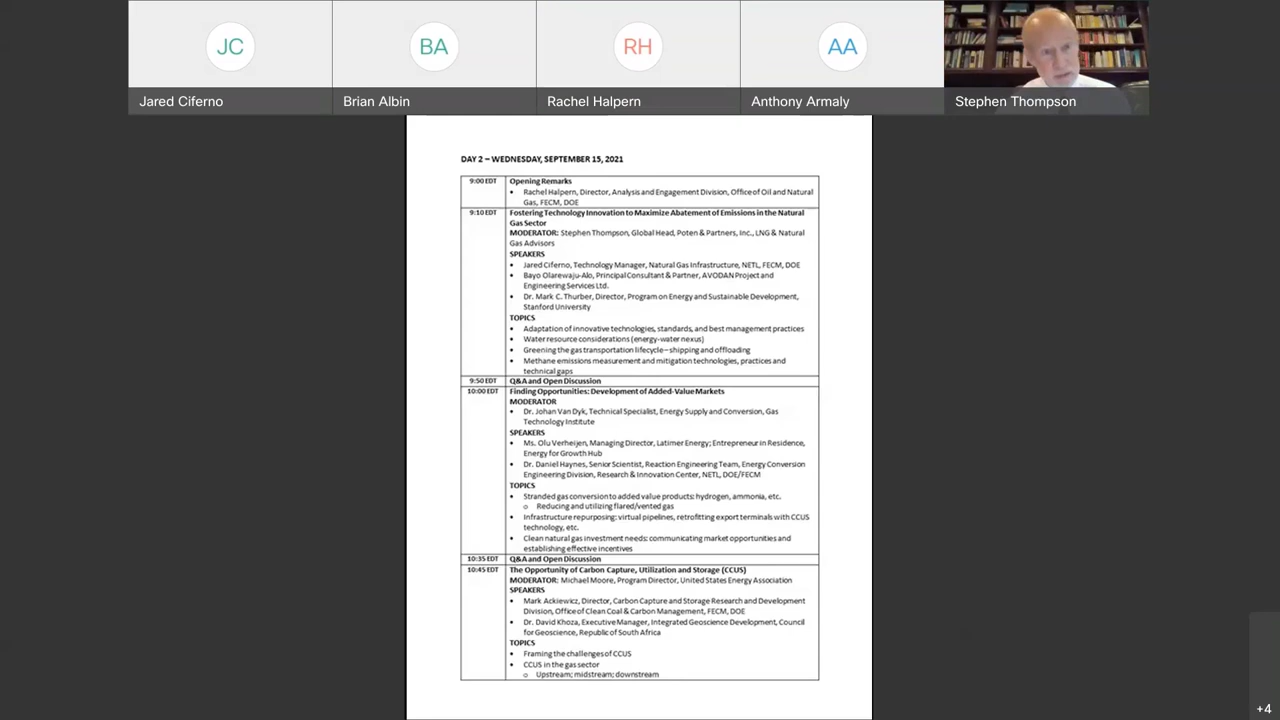 JC
BA
RH
AA
Jared Ciferno
Brian Albin
Rachel Halpern
Anthony Armaly
Stephen Thompson
DAY 2 – WEDNESDAY, SEPTEMBER 15, 2021
9:00 EDT
Opening Remarks
• Rachel Halpern, Director, Analysis and Engagement Division, Office of Oil and Natural
Gas, FECM, DOE
9:10 EDT
Fostering Technology Innovation to Maximize Abatement of Emissions in the Natural
Gas Sector
MODERATOR: Stephen Thompson, Global Head, Poten & Partners, Inc., LNG & Natural
Gas Advisors
SPEAKERS
• Jared Ciferno, Technology Manager, Natural Gas Infrastructure, NETL, FECM, DOE
• Bayo Olarewaju-Alo, Principal Consultant & Partner, AVODAN Project and
Engineering Services Ltd.
• Dr. Mark C. Thurber, Director, Program on Energy and Sustainable Development,
Stanford University
TOPICS
• Adaptation of innovative technologies, standards, and best management practices
• Water resource considerations (energy-water nexus)
• Greening the gas transportation lifecycle—shipping and offloading
• Methane emissions measurement and mitigation technologies, practices and
technical gaps
9:50 EDT
Q&A and Open Discussion
10:00 EDT
Finding Opportunities: Development of Added-Value Markets
MODERATOR
• Dr. Johan Van Dyk, Technical Specialist, Energy Supply and Conversion, Gas
Technology Institute
SPEAKERS
• Ms. Olu Verheijen, Managing Director, Latimer Energy; Entrepreneur in Residence,
Energy for Growth Hub
• Dr. Daniel Haynes, Senior Scientist, Reaction Engineering Team, Energy Conversion
Engineering Division, Research & Innovation Center, NETL, DOE/FECM
TOPICS
• Stranded gas conversion to added value products: hydrogen, ammonia, etc.
o Reducing and utilizing flared/vented gas
• Infrastructure repurposing: virtual pipelines, retrofitting export terminals with CCUS
technology, etc.
• Clean natural gas investment needs: communicating market opportunities and
establishing effective incentives
10:35 EDT
Q&A and Open Discussion
10:45 EDT
The Opportunity of Carbon Capture, Utilization and Storage (CCUS)
MODERATOR: Michael Moore, Program Director, United States Energy Association
SPEAKERS
• Mark Ackiewicz, Director, Carbon Capture and Storage Research and Development
Division, Office of Clean Coal & Carbon Management, FECM, DOE
• Dr. David Khoza, Executive Manager, Integrated Geoscience Development, Council
for Geoscience, Republic of South Africa
TOPICS
• Framing the challenges of CCUS
• CCUS in the gas sector
o Upstream; midstream; downstream
+4